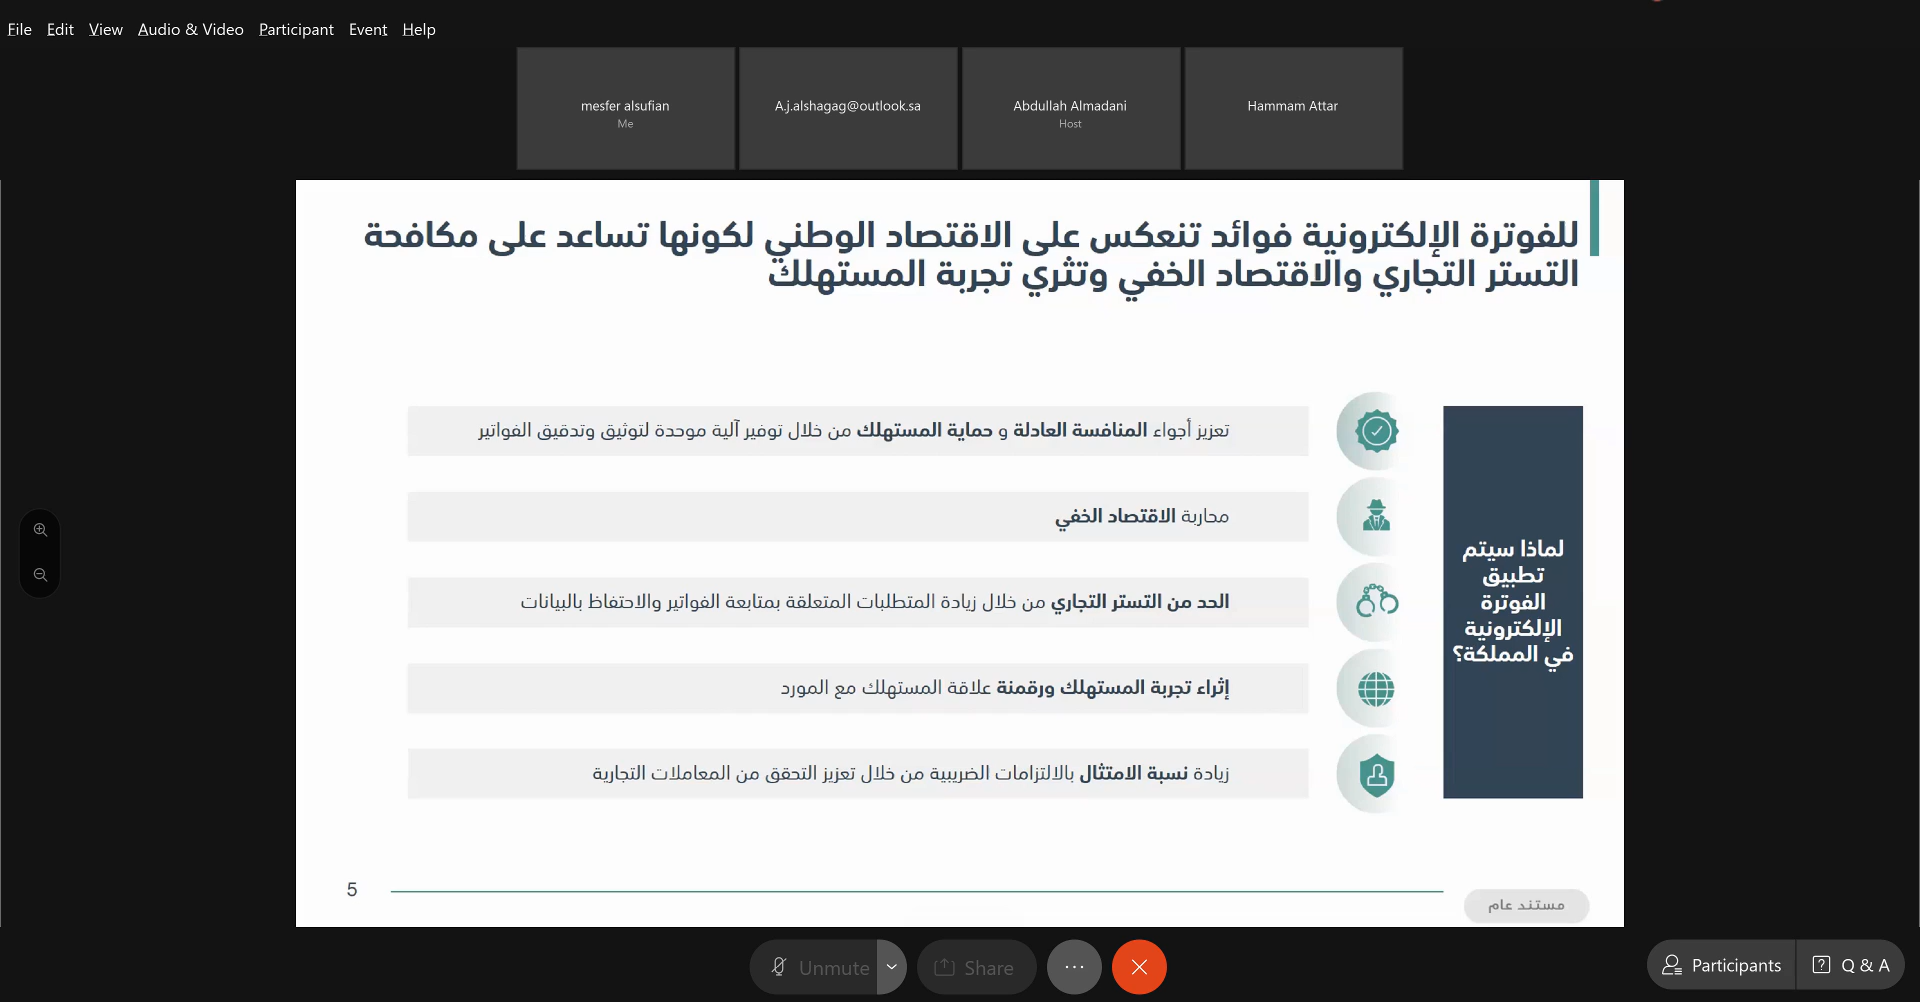 File Edit View Audio & Video Participant Event Help
mesfer alsufian
Me
A.j.alshagag@outlook.sa
Abdullah Almadani
Host
Hammam Attar
للفوترة الإلكترونية فوائد تنعكس على الاقتصاد الوطني لكونها تساعد على مكافحة
التستر التجاري والاقتصاد الخفي وتثري تجربة المستهلك
لماذا سيتم
تطبيق
الفوترة
الإلكترونية
في المملكة؟
تعزيز أجواء المنافسة العادلة و حماية المستهلك من خلال توفير آلية موحدة لتوثيق وتدقيق الفواتير
محاربة الاقتصاد الخفي
الحد من التستر التجاري من خلال زيادة المتطلبات المتعلقة بمتابعة الفواتير والاحتفاظ بالبيانات
إثراء تجربة المستهلك ورقمنة علاقة المستهلك مع المورد
زيادة نسبة الامتثال بالالتزامات الضريبية من خلال تعزيز التحقق من المعاملات التجارية
5
مستند عام
Unmute
Share
Participants
Q & A